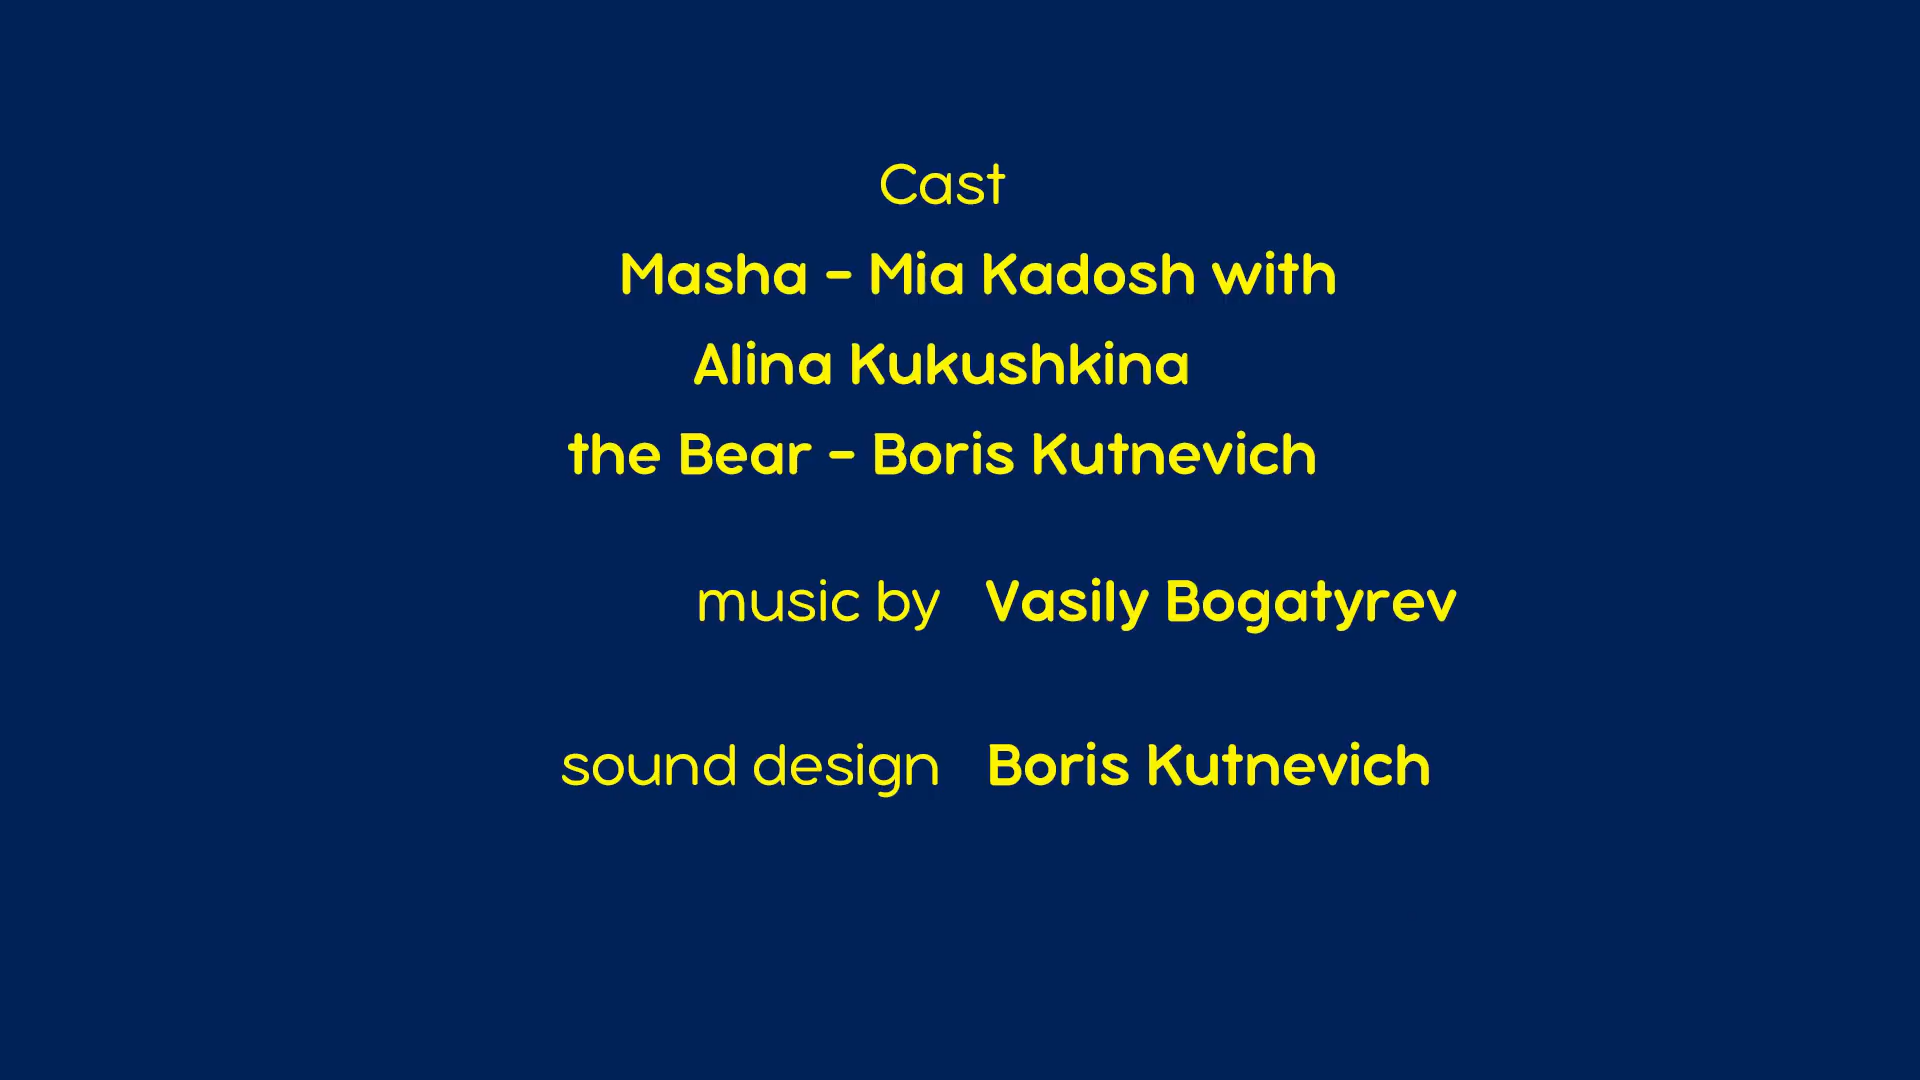 Cast
Masha - Mia Kadosh with
Alina Kukushkina
the Bear - Boris Kutnevich
music by Vasily Bogatyrev
sound design Boris Kutnevich